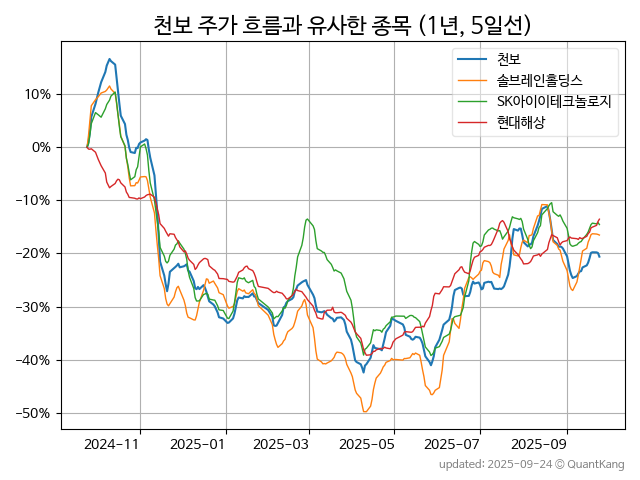 천보 주가 흐름과 유사한 종목 (1년, 5일선)
천보
솔브레인홀딩스
SK아이이테크놀로지
현대해상
10%
0%
−10%
−20%
−30%
−40%
−50%
2024−11 2025−01 2025−03 2025−05 2025−07 2025−09
updated: 2025-09-24 © QuantKang